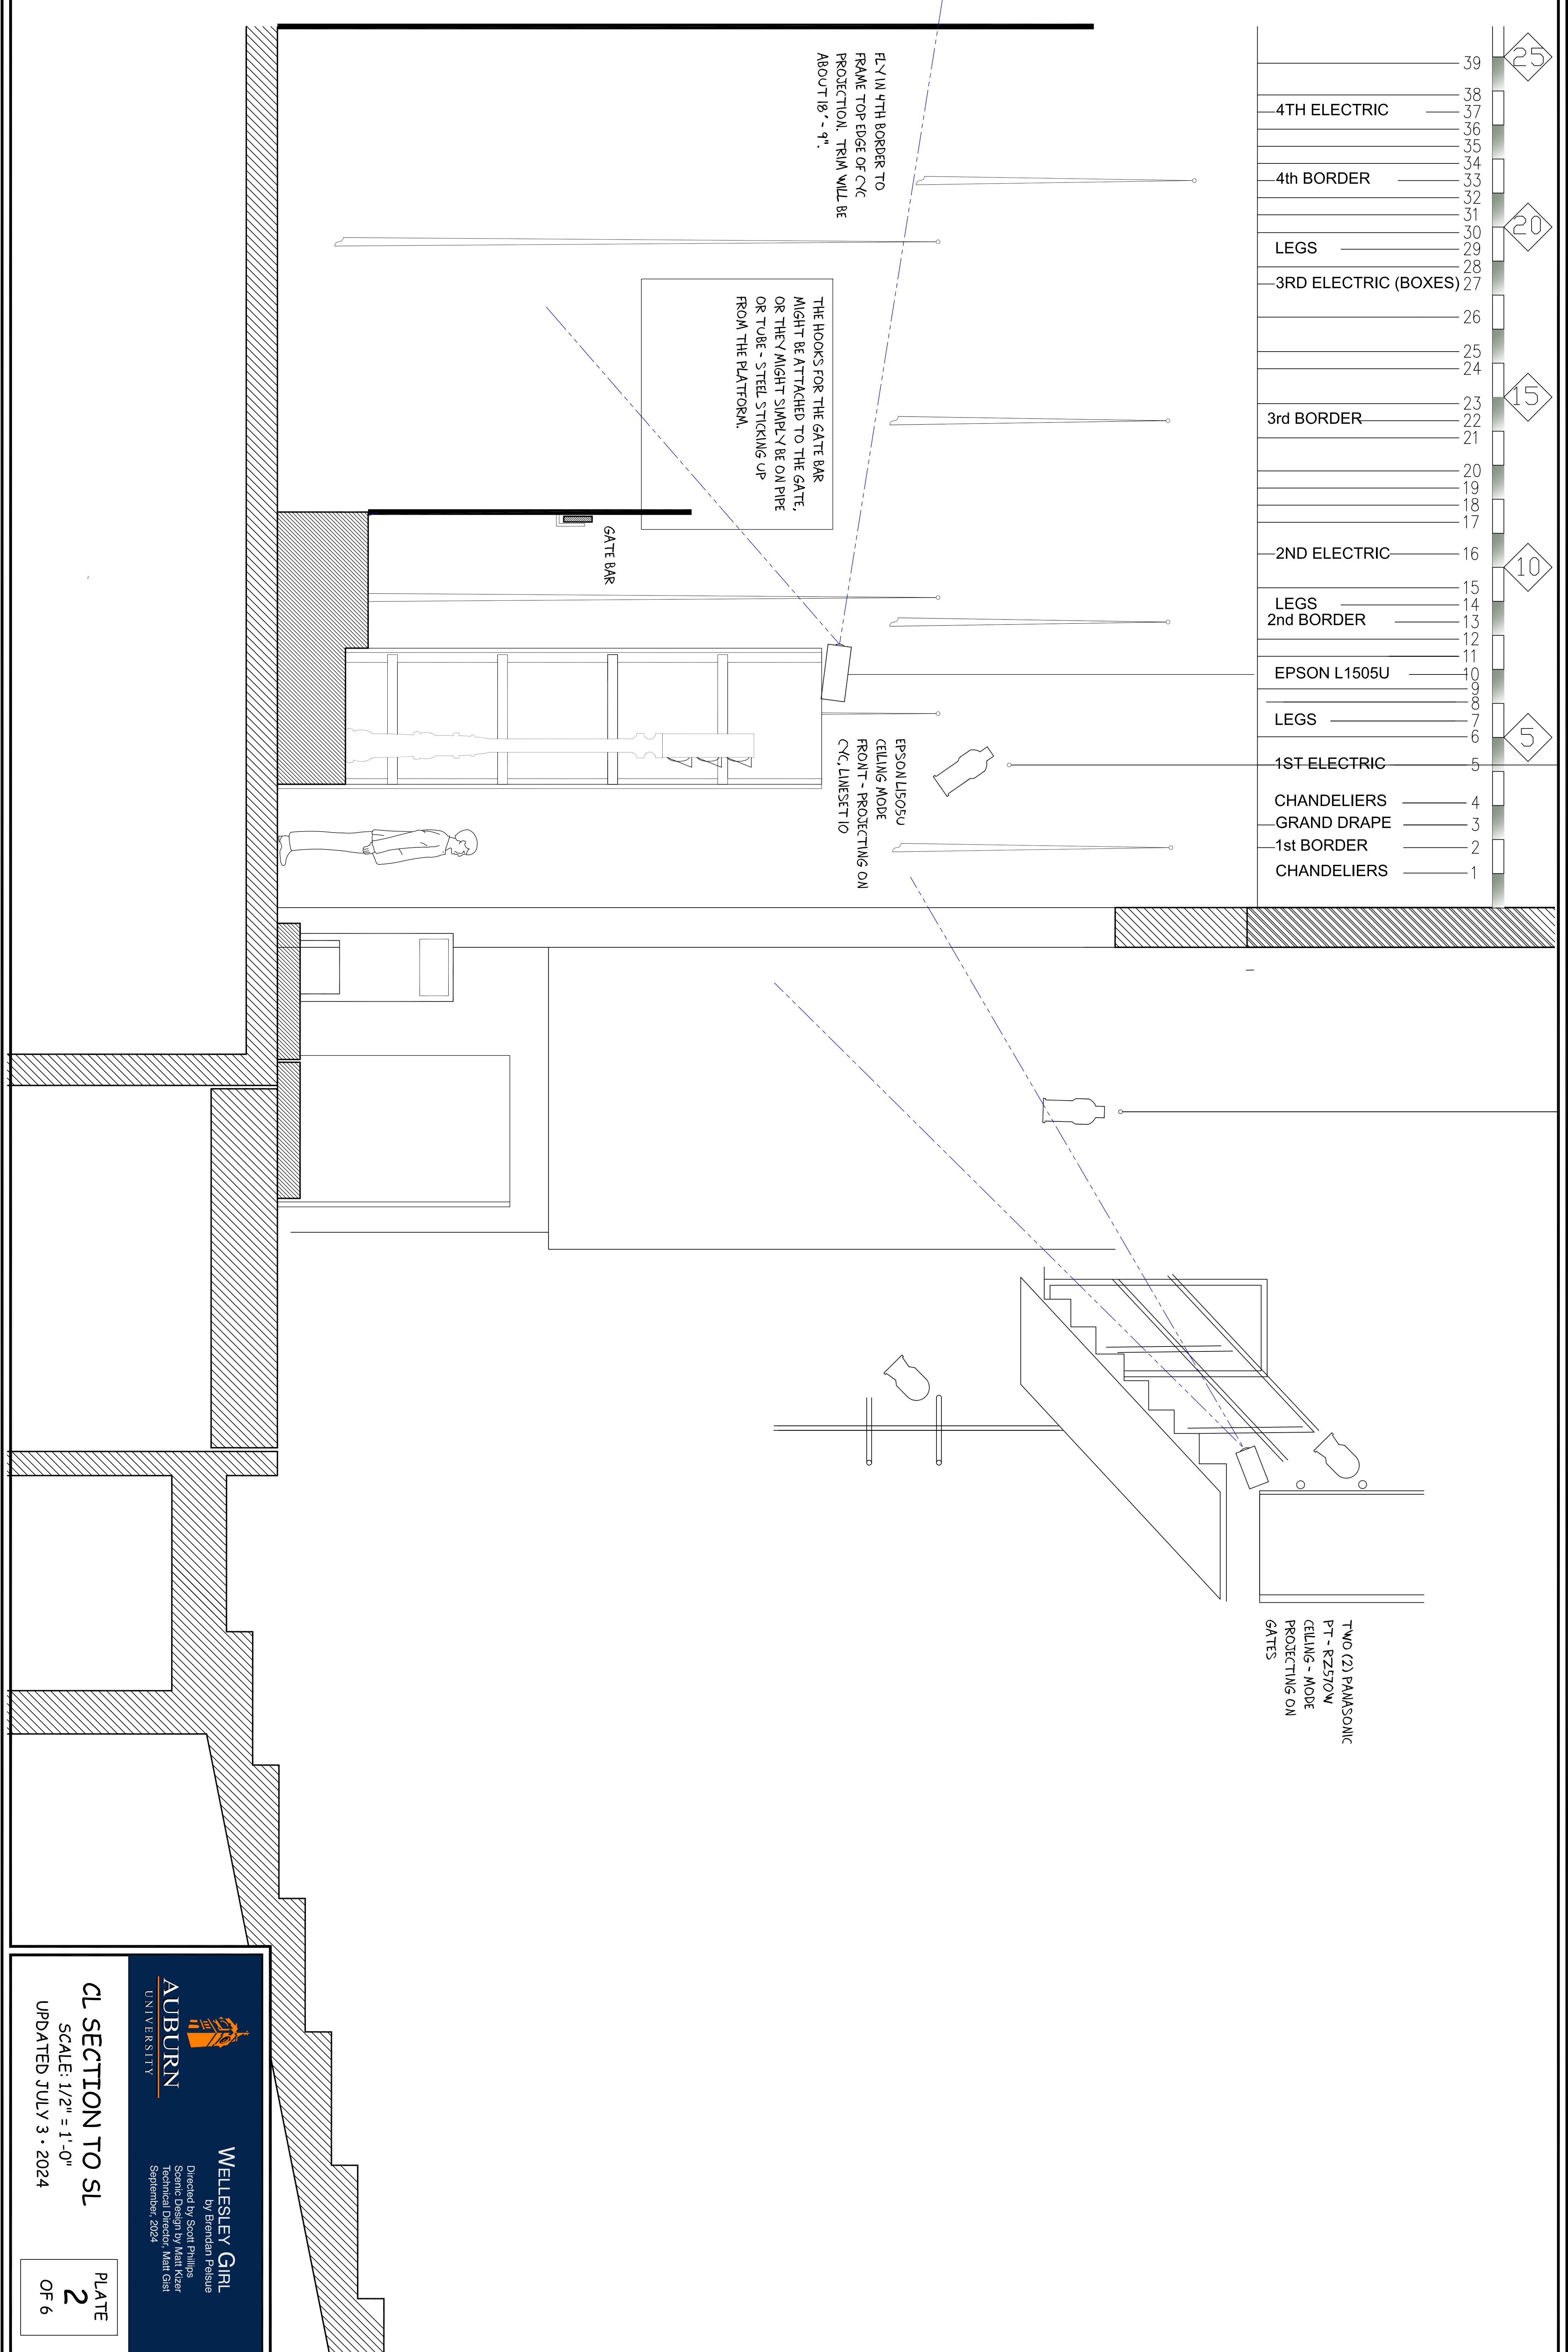 25
39
38
4TH ELECTRIC 37
36
35
34
4th BORDER 33
32
31
20
30
LEGS 29
28
3RD ELECTRIC (BOXES) 27
26
25
24
15
23
3rd BORDER 22
21
20
19
18
17
2ND ELECTRIC 16
10
15
LEGS 14
2nd BORDER 13
12
11
EPSON L1505U 10
9
8
LEGS 7
6
5
1ST ELECTRIC 5
CHANDELIERS 4
GRAND DRAPE 3
1st BORDER 2
CHANDELIERS 1
FLY IN 4TH BORDER TO
FRAME TOP EDGE OF CYC
PROJECTION. TRIM WILL BE
ABOUT 18' - 9".
THE HOOKS FOR THE GATE BAR
MIGHT BE ATTACHED TO THE GATE,
OR THEY MIGHT SIMPLY BE ON PIPE
OR TUBE - STEEL STICKING UP
FROM THE PLATFORM.
GATE BAR
EPSON L1505U
CEILING MODE
FRONT - PROJECTING ON
CYC, LINESET 10
TWO (2) PANASONIC
PT - RZ570W
CEILING - MODE
PROJECTING ON
GATES
AUBURN
UNIVERSITY
WELLESLEY GIRL
by Brendan Pelsue
Directed by Scott Phillips
Scenic Design by Matt Kizer
Technical Director, Matt Gist
September, 2024
CL SECTION TO SL
SCALE: 1/2" = 1'-0"
UPDATED JULY 3 • 2024
PLATE
2
OF 6